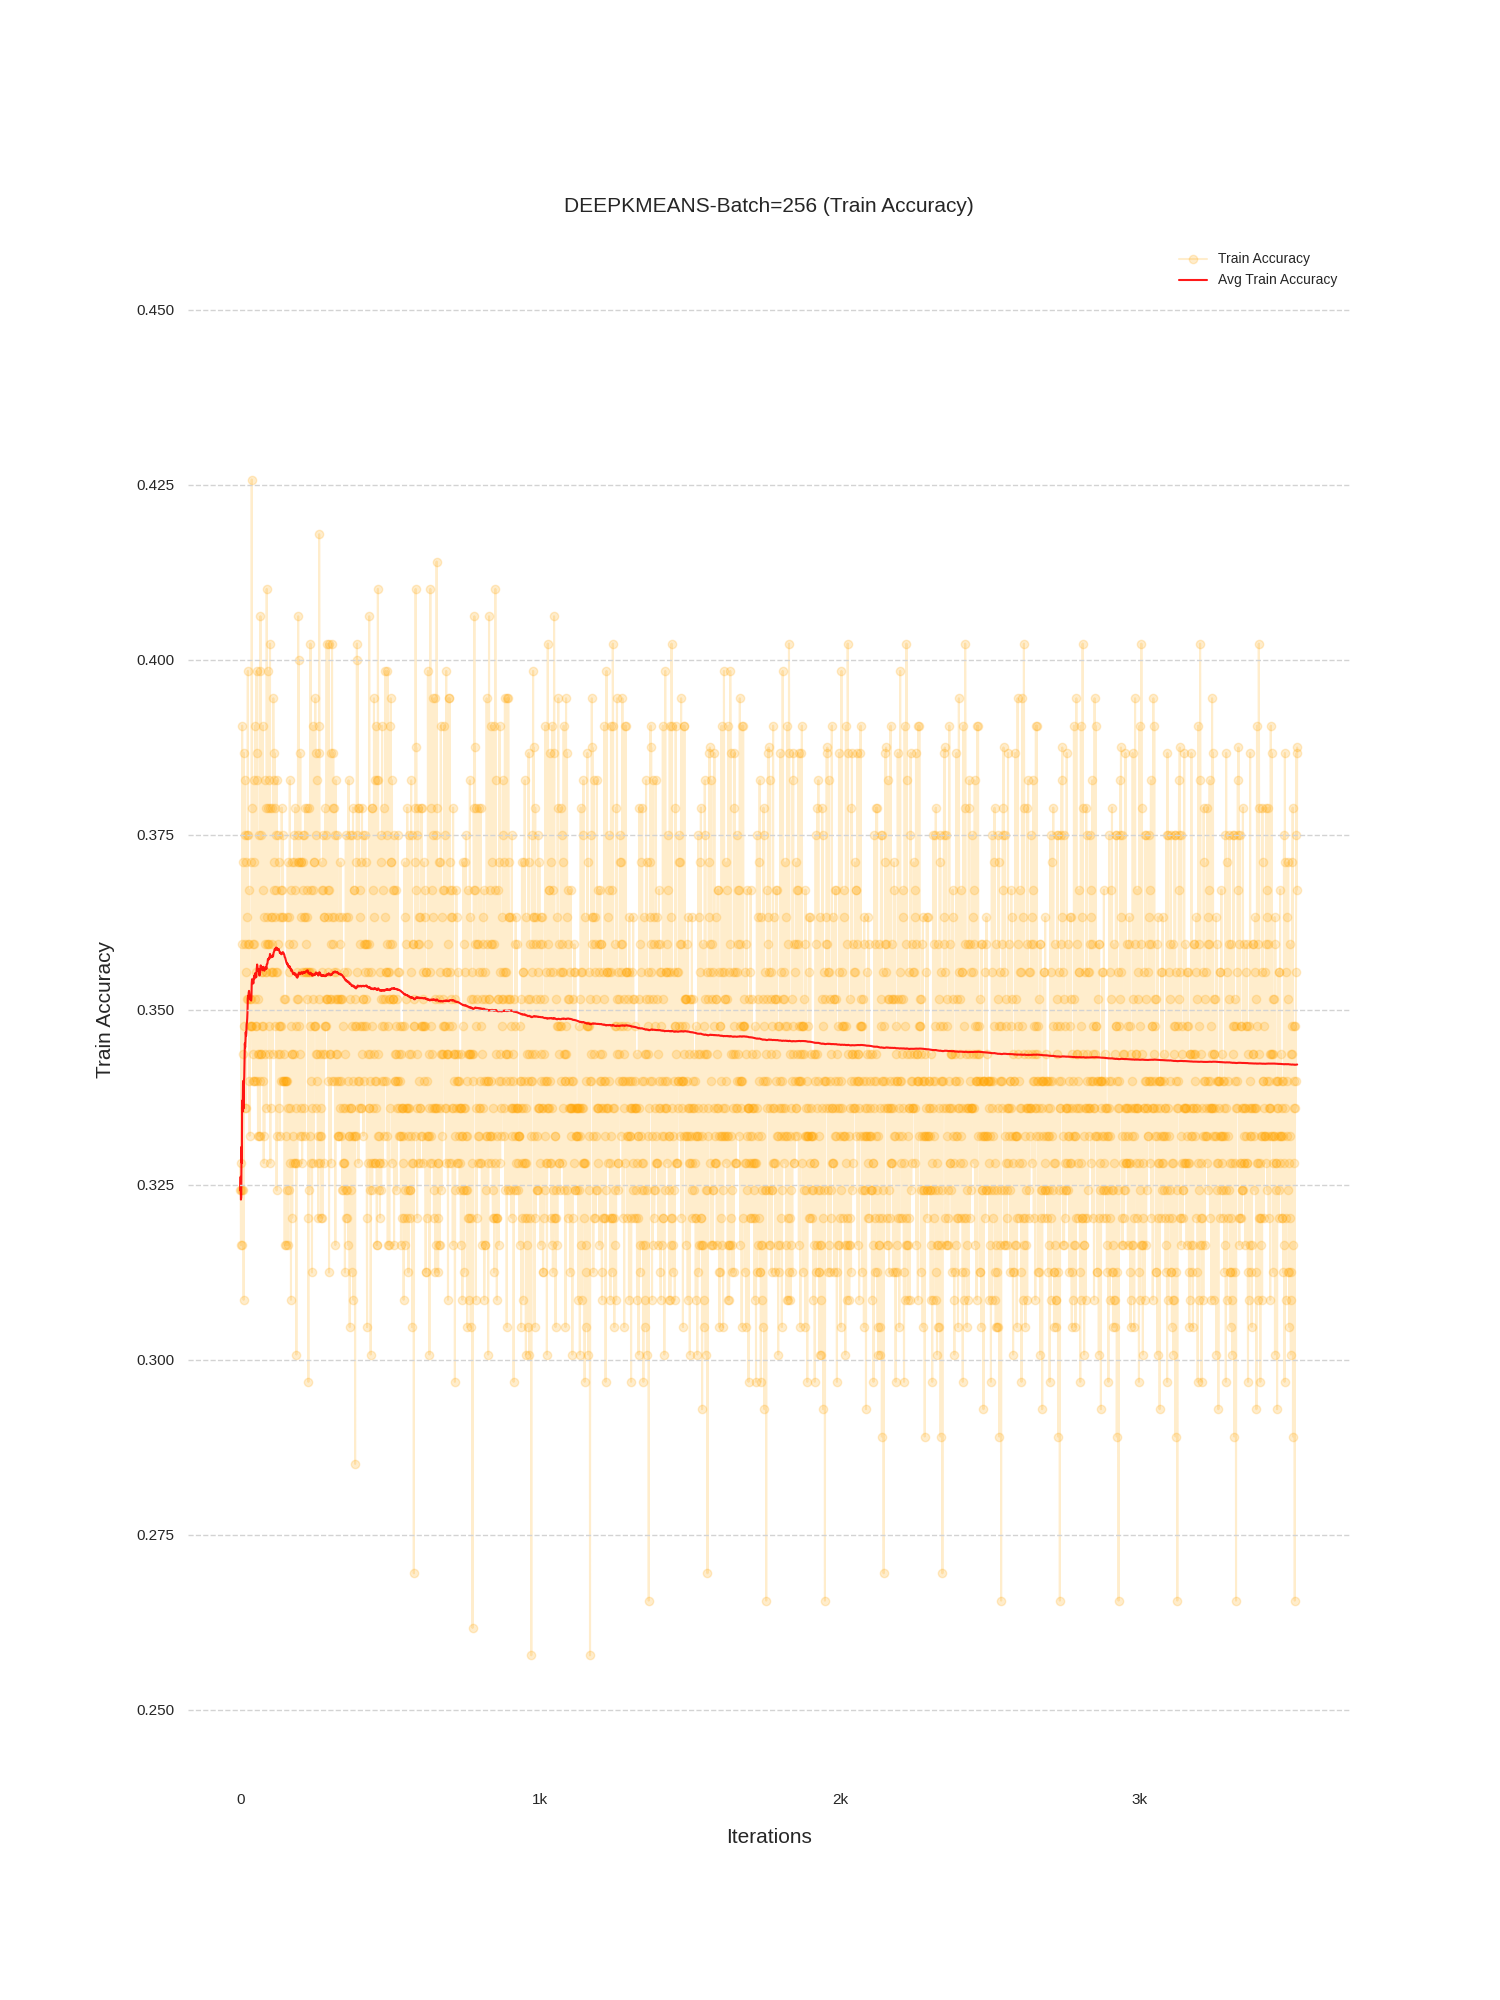 DEEPKMEANS-Batch=256 (Train Accuracy)
Train Accuracy
Avg Train Accuracy
0.450
0.425
0.400
0.375
0.350
0.325
0.300
0.275
0.250
Train Accuracy
0
1k
2k
3k
Iterations